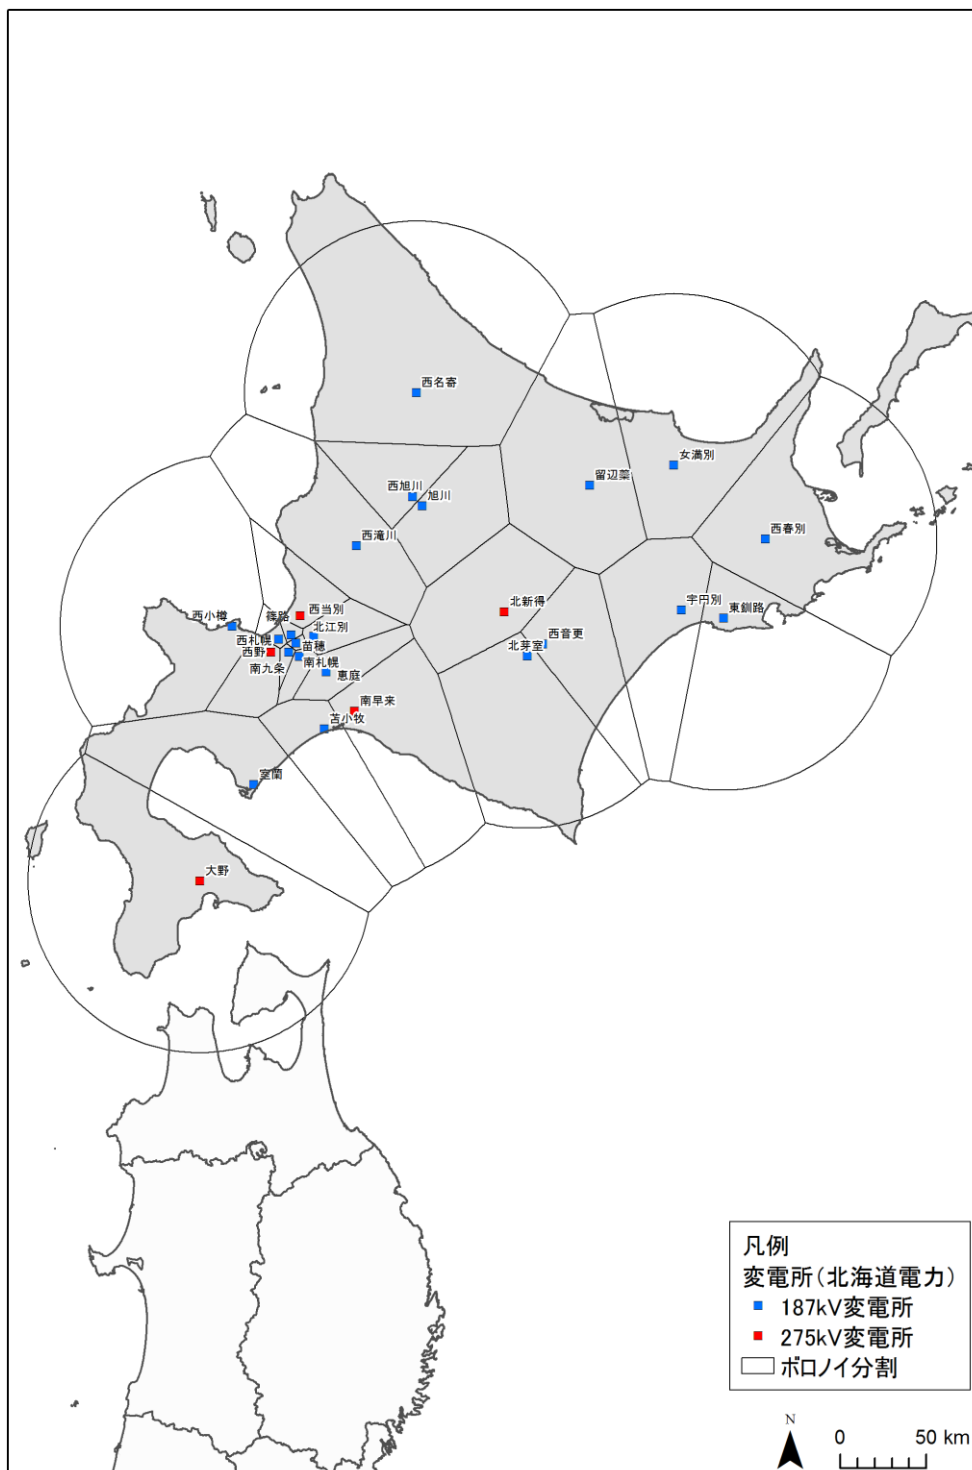 西名寄
女満別
留辺蘂
西旭川
旭川
西春別
西滝川
北新得
宇田別
東釧路
西当別
篠路
西小樽
北江別
西札幌
苗穂
西野
西音更
北芽室
南九条
南札幌
恵庭
南早来
苫小牧
室蘭
大野
凡例
変電所(北海道電力)
187kV変電所
275kV変電所
ボロノイ分割
N
0 50 km